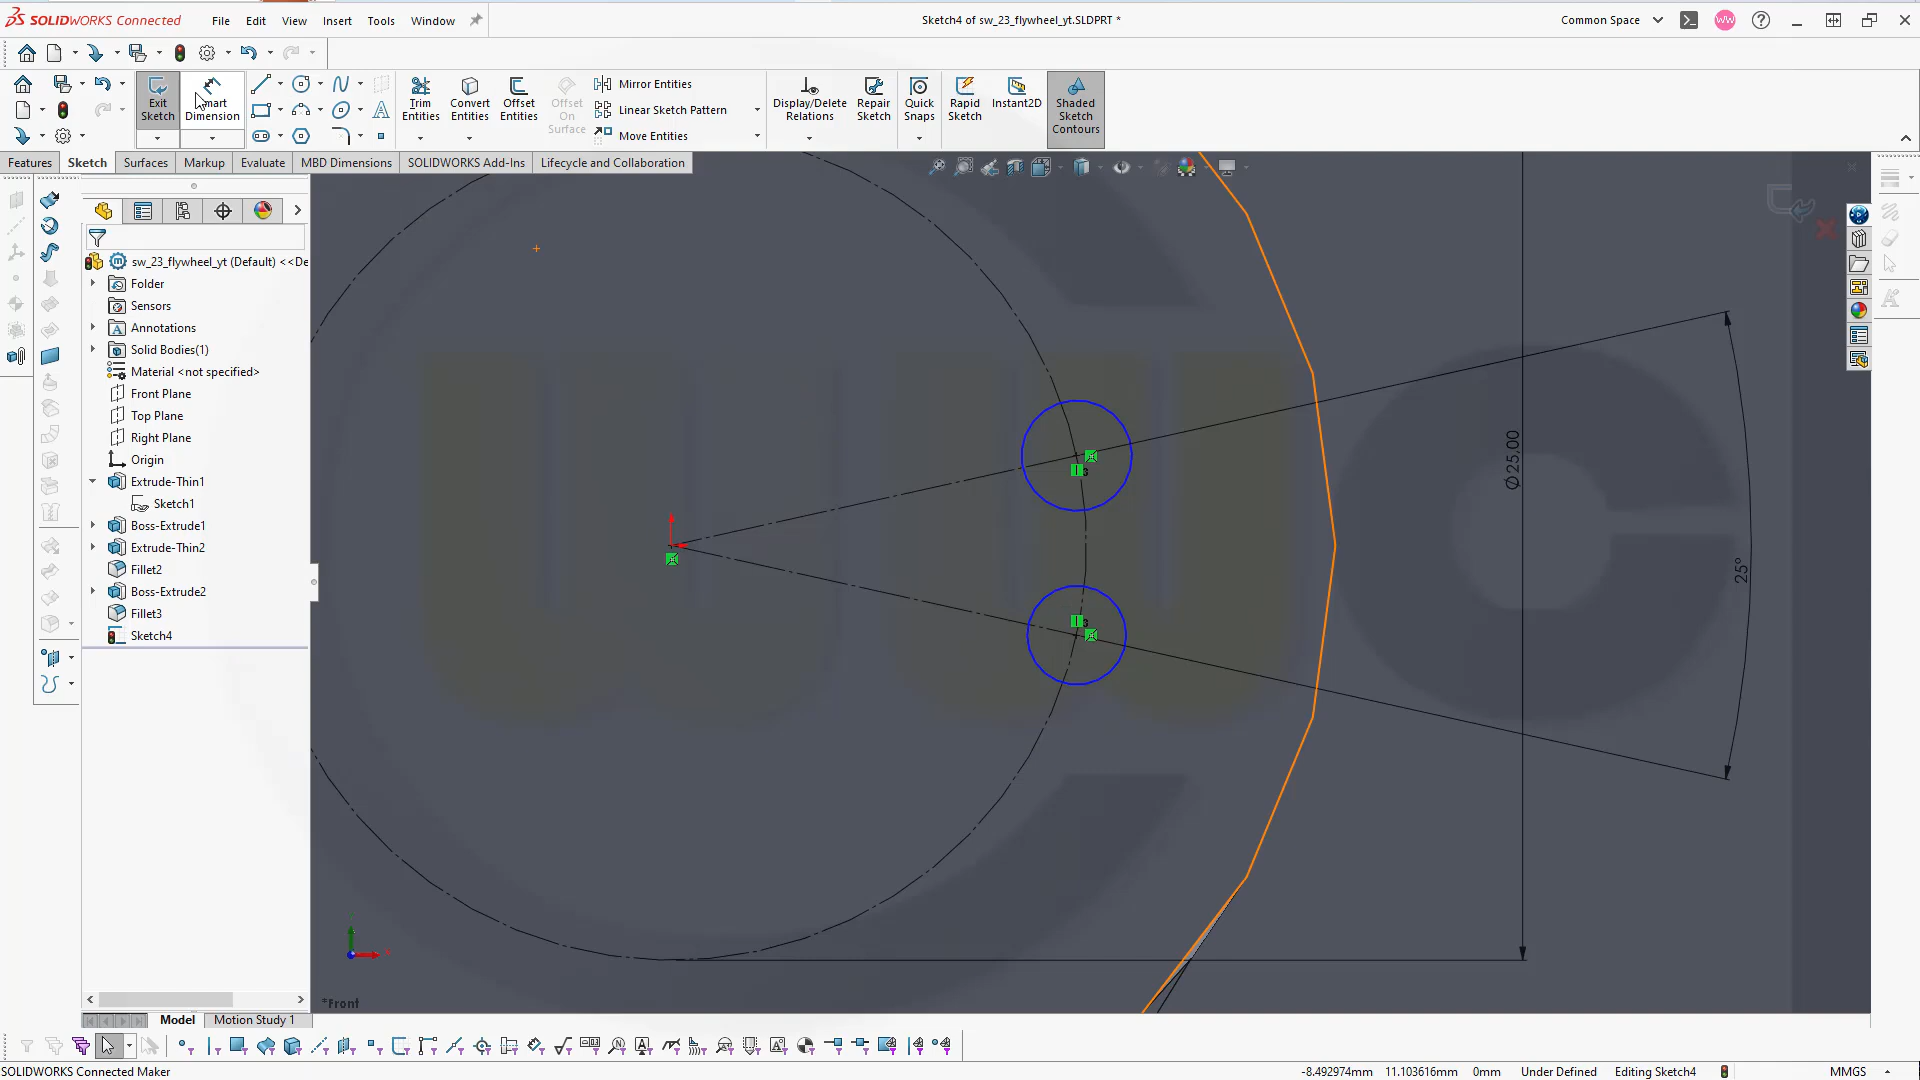 SOLIDWORKS Connected
File
Edit
View
Insert
Tools
Window
Sketch4 of sw_23_flywheel_yt.SLDPRT *
Common Space
WW
Exit Sketch
Smart Dimension
Trim Entities
Convert Entities
Offset Entities
Offset On Surface
Mirror Entities
Linear Sketch Pattern
Move Entities
Display/Delete Relations
Repair Sketch
Quick Snaps
Rapid Sketch
Instant2D
Shaded Sketch Contours
Features
Sketch
Surfaces
Markup
Evaluate
MBD Dimensions
SOLIDWORKS Add-Ins
Lifecycle and Collaboration
sw_23_flywheel_yt (Default) <<De
Folder
Sensors
Annotations
Solid Bodies(1)
Material <not specified>
Front Plane
Top Plane
Right Plane
Origin
Extrude-Thin1
Sketch1
Boss-Extrude1
Extrude-Thin2
Fillet2
Boss-Extrude2
Fillet3
Sketch4
Ø25,00
25°
*Front
Model
Motion Study 1
SOLIDWORKS Connected Maker
-8.492974mm
11.103616mm
0mm
Under Defined
Editing Sketch4
MMGS